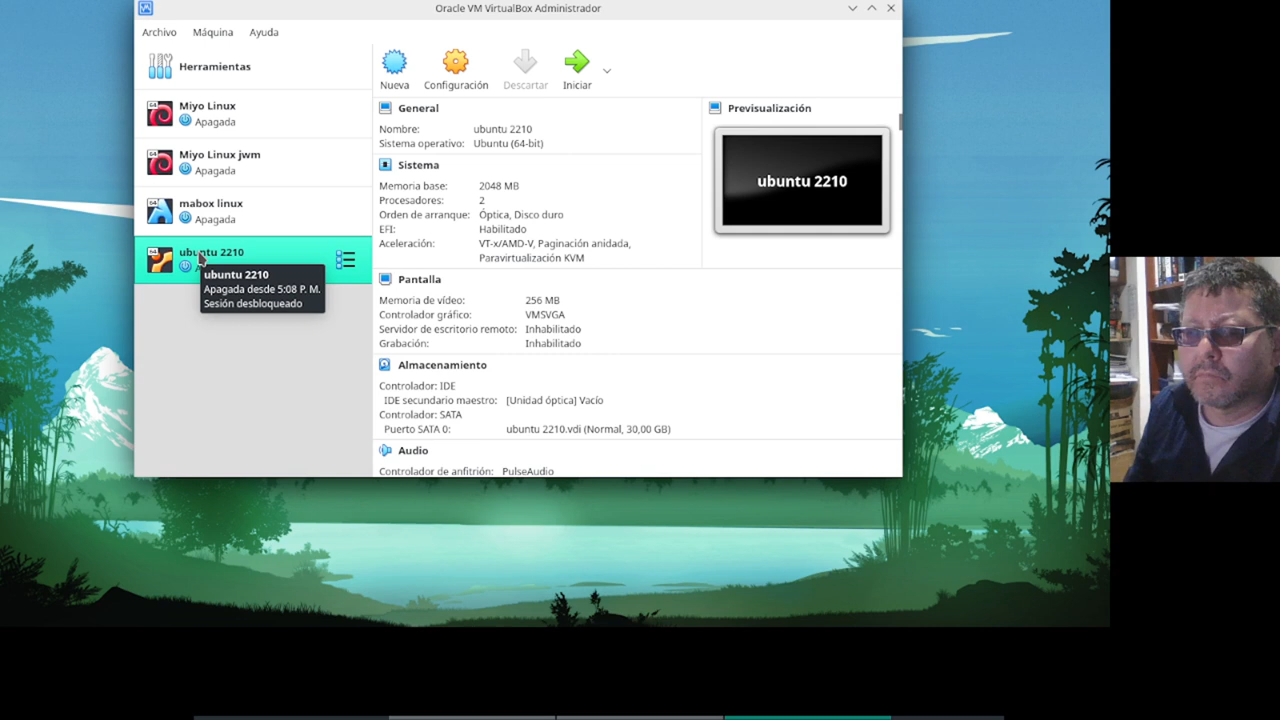 Oracle VM VirtualBox Administrador
Archivo Máquina Ayuda
Herramientas
Miyo Linux
Apagada
Miyo Linux jwm
Apagada
mabox linux
Apagada
ubuntu 2210
ubuntu 2210
Apagada desde 5:08 P. M.
Sesión desbloqueado
Nueva Configuración Descartar Iniciar
General
Nombre: ubuntu 2210
Sistema operativo: Ubuntu (64-bit)
Sistema
Memoria base: 2048 MB
Procesadores: 2
Orden de arranque: Óptica, Disco duro
EFI: Habilitado
Aceleración: VT-x/AMD-V, Paginación anidada,
Paravirtualización KVM
Previsualización
ubuntu 2210
Pantalla
Memoria de vídeo: 256 MB
Controlador gráfico: VMSVGA
Servidor de escritorio remoto: Inhabilitado
Grabación: Inhabilitado
Almacenamiento
Controlador: IDE
IDE secundario maestro: [Unidad óptica] Vacío
Controlador: SATA
Puerto SATA 0: ubuntu 2210.vdi (Normal, 30,00 GB)
Audio
Controlador de anfitrión: PulseAudio